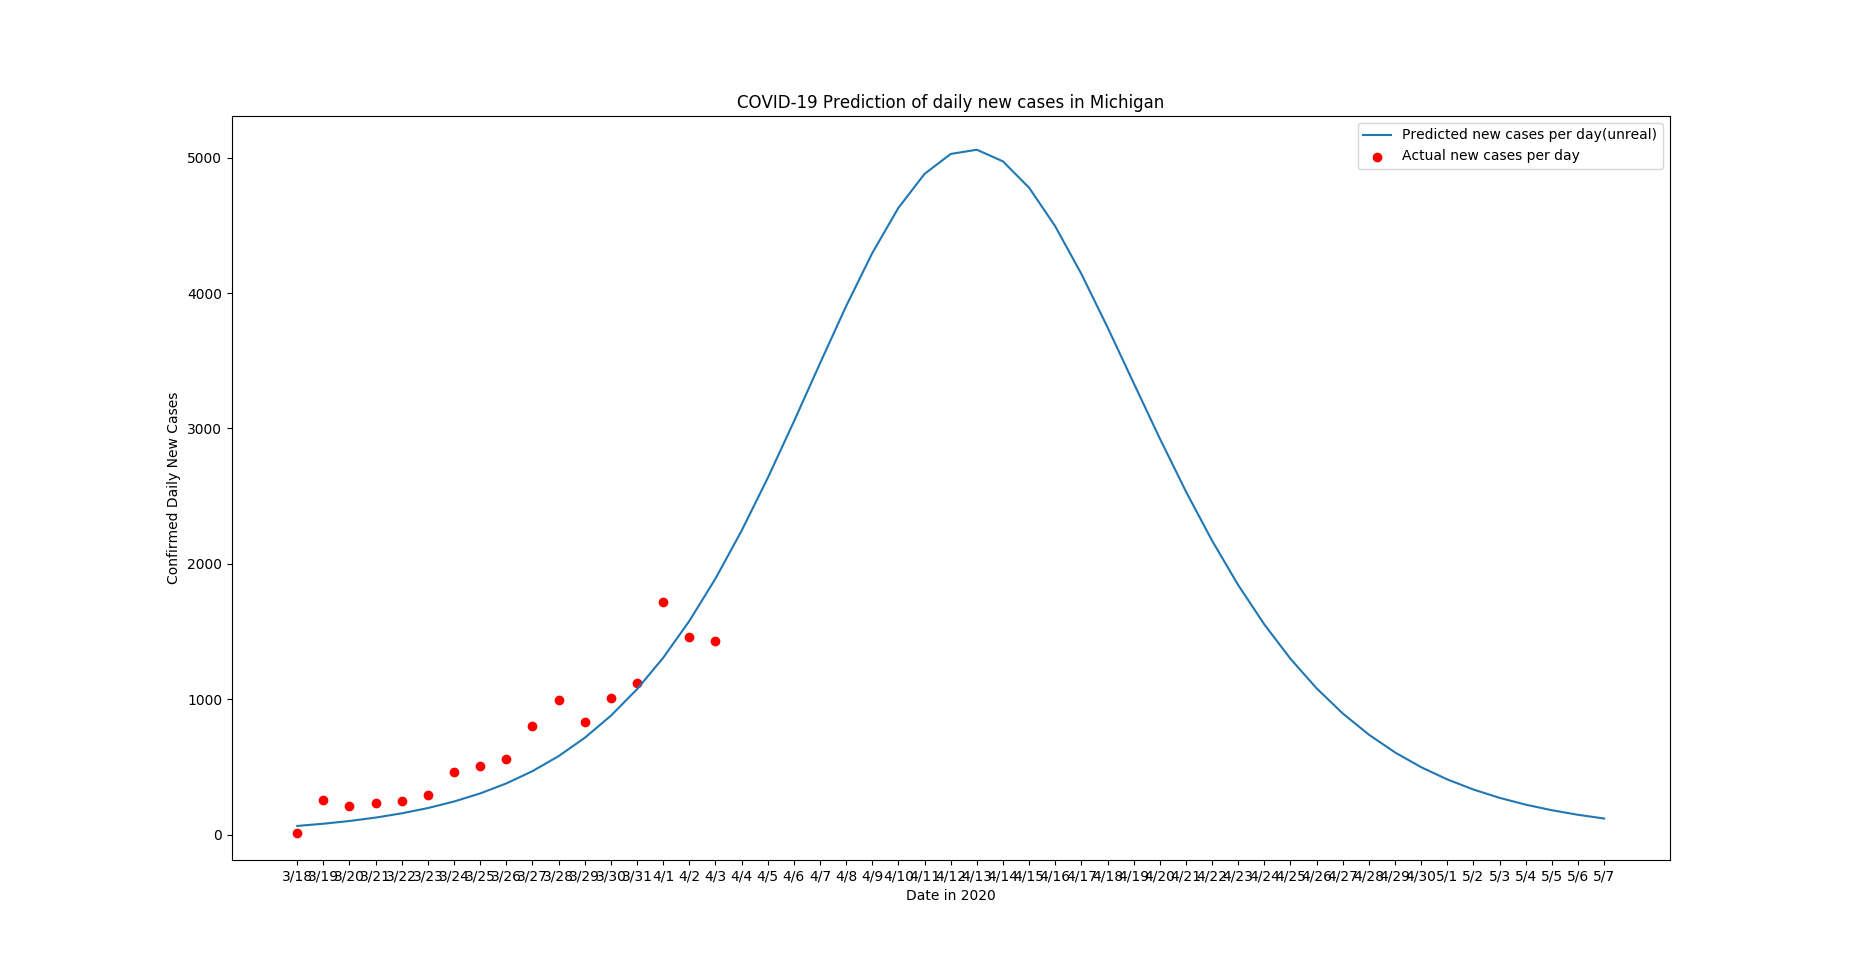 COVID-19 Prediction of daily new cases in Michigan
Predicted new cases per day(unreal)
Actual new cases per day
5000
4000
3000
2000
1000
0
Confirmed Daily New Cases
3/18 3/19 3/20 3/21 3/22 3/23 3/24 3/25 3/26 3/27 3/28 3/29 3/30 3/31 4/1 4/2 4/3 4/4 4/5 4/6 4/7 4/8 4/9 4/10 4/11 4/12 4/13 4/14 4/15 4/16 4/17 4/18 4/19 4/20 4/21 4/22 4/23 4/24 4/25 4/26 4/27 4/28 4/29 4/30 5/1 5/2 5/3 5/4 5/5 5/6 5/7
Date in 2020